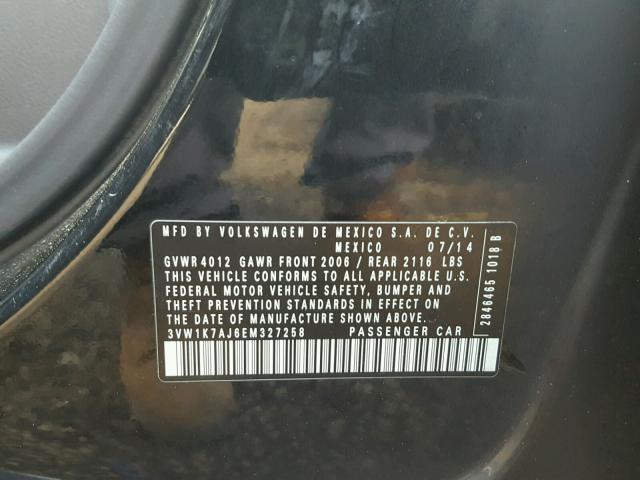 MFD BY VOLKSWAGEN DE MEXICO S.A. DE C.V.
MEXICO 07/14
GVWR 4012 GAWR FRONT 2006 / REAR 2116 LBS
THIS VEHICLE CONFORMS TO ALL APPLICABLE U.S.
FEDERAL MOTOR VEHICLE SAFETY, BUMPER AND
THEFT PREVENTION STANDARDS IN EFFECT ON
THE DATE OF MANUFACTURE SHOWN ABOVE.
3VW1K7AJ6EM327258 PASSENGER CAR
2846465 1018 B